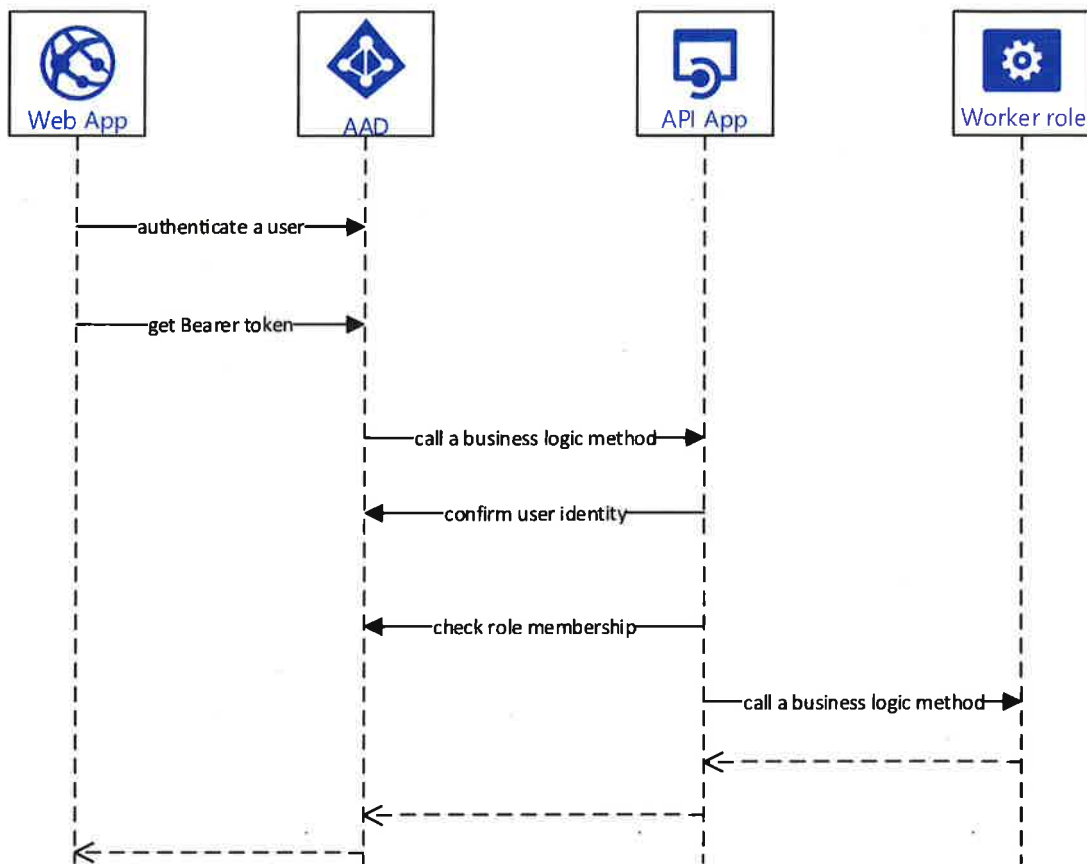 Web App
AAD
API App
Worker role
authenticate a user
get Bearer token
call a business logic method
confirm user identity
check role membership
call a business logic method